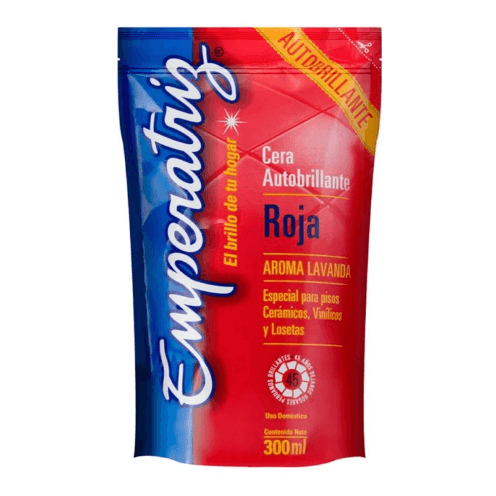 AUTOBRILLANTE
Emperatriz®
El brillo de tu hogar
Cera
Autobrillante
Roja
AROMA LAVANDA
Especial para pisos
Cerámicos, Vinílicos
y Losetas
45
Uso Doméstico
Contenido Neto
300ml